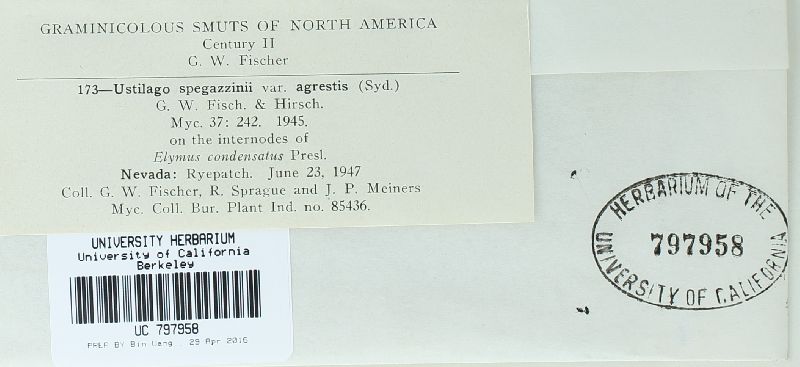 GRAMINICOLOUS SMUTS OF NORTH AMERICA
Century II
G. W. Fischer
173—Ustilago spegazzinii var. agrestis (Syd.)
G. W. Fisch. & Hirsch.
Myc. 37: 242. 1945.
on the internodes of
Elymus condensatus Presl.
Nevada: Ryepatch. June 23, 1947
Coll. G. W. Fischer, R. Sprague and J. P. Meiners
Myc. Coll. Bur. Plant Ind. no. 85436.
UNIVERSITY HERBARIUM
University of California
Berkeley
UC 797958
PREP BY Bin Wang 29 Apr 2016
HERBARIUM OF THE
797958
UNIVERSITY OF CALIFORNIA